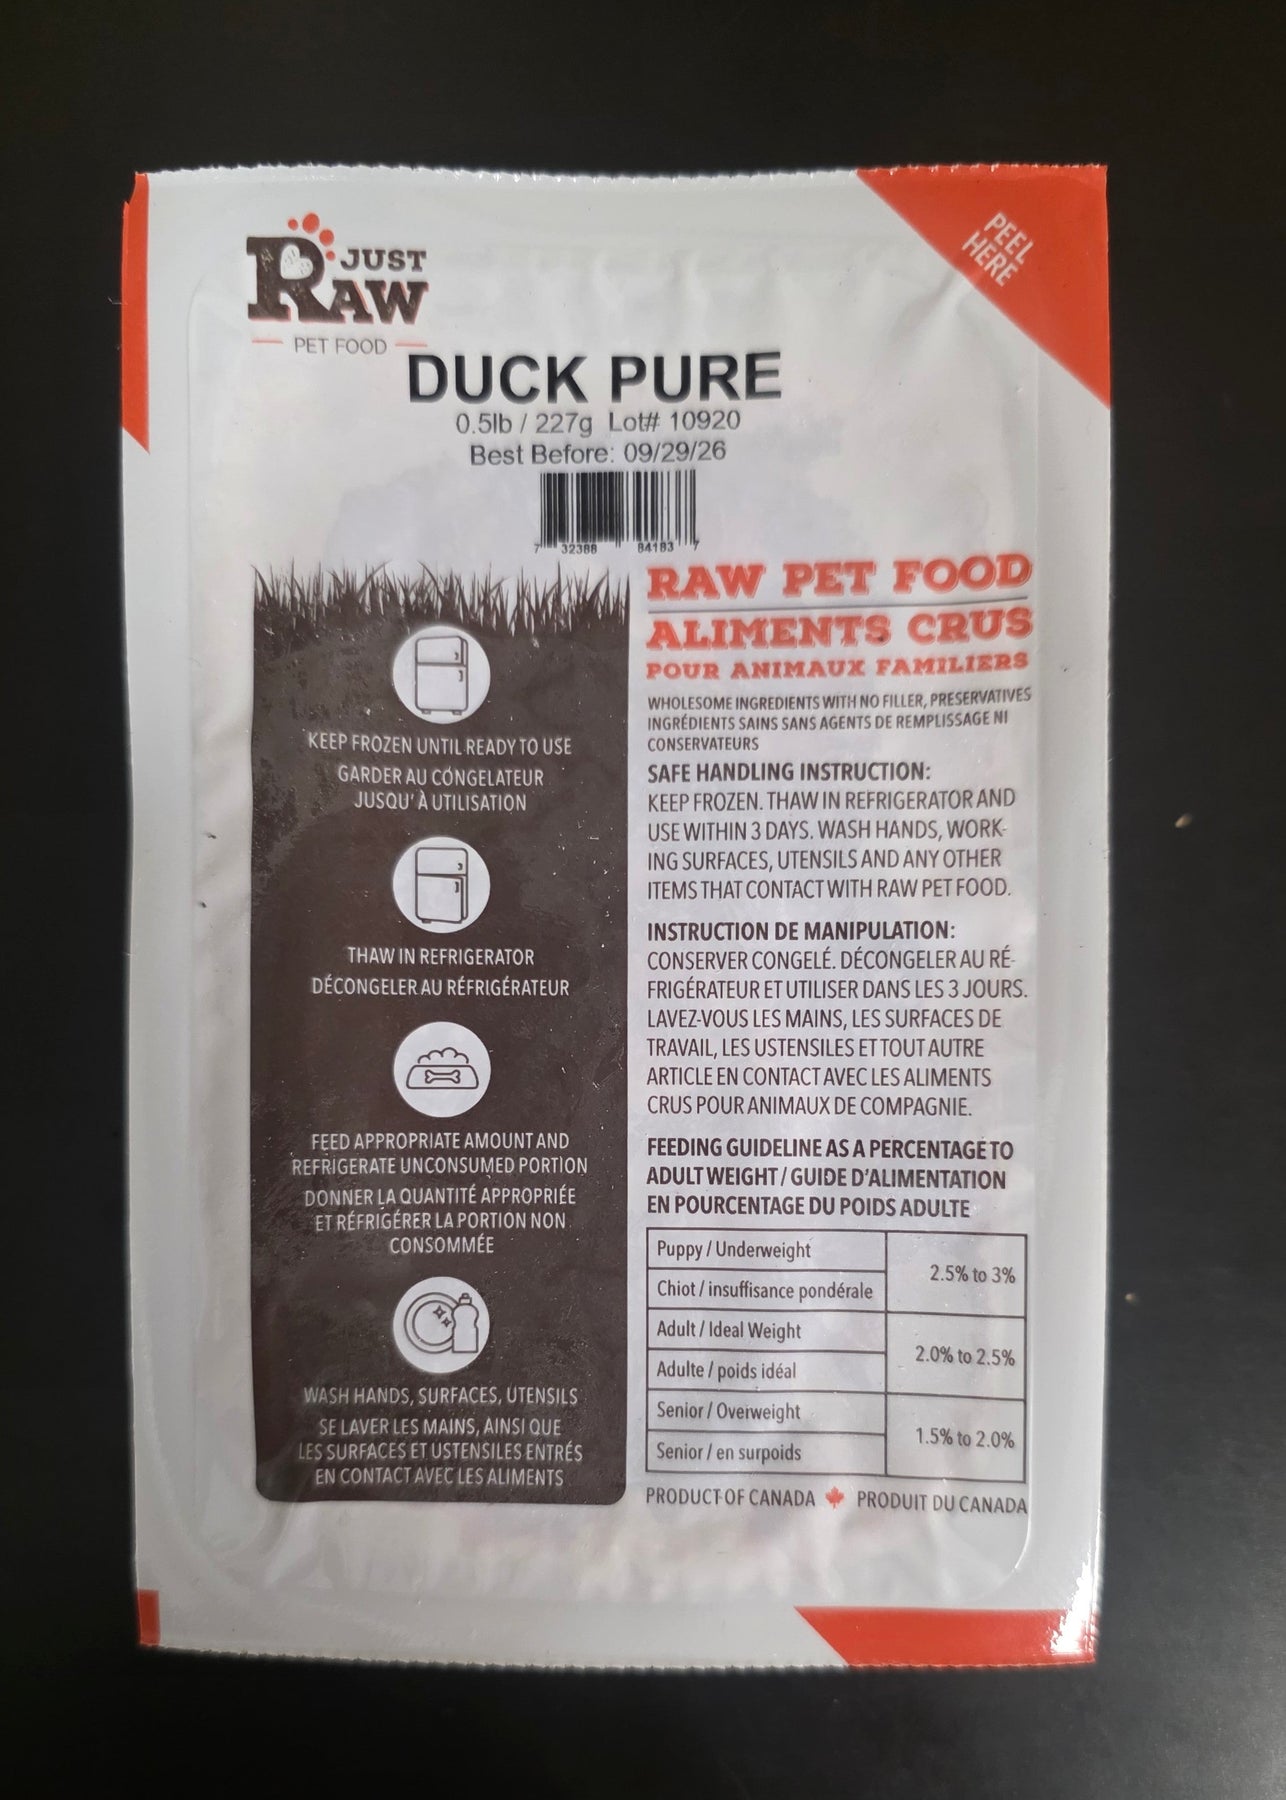 JUST
RAW
PET FOOD
PEEL
HERE
DUCK PURE
0.5lb / 227g Lot# 10920
Best Before: 09/29/26
7 32388 84183 7
RAW PET FOOD
ALIMENTS CRUS
POUR ANIMAUX FAMILIERS
WHOLESOME INGREDIENTS WITH NO FILLER, PRESERVATIVES
INGRÉDIENTS SAINS SANS AGENTS DE REMPLISSAGE NI
CONSERVATEURS
SAFE HANDLING INSTRUCTION:
KEEP FROZEN. THAW IN REFRIGERATOR AND
USE WITHIN 3 DAYS. WASH HANDS, WORK-
ING SURFACES, UTENSILS AND ANY OTHER
ITEMS THAT CONTACT WITH RAW PET FOOD.
INSTRUCTION DE MANIPULATION:
CONSERVER CONGELÉ. DÉCONGELER AU RÉ-
FRIGÉRATEUR ET UTILISER DANS LES 3 JOURS.
LAVEZ-VOUS LES MAINS, LES SURFACES DE
TRAVAIL, LES USTENSILES ET TOUT AUTRE
ARTICLE EN CONTACT AVEC LES ALIMENTS
CRUS POUR ANIMAUX DE COMPAGNIE.
FEEDING GUIDELINE AS A PERCENTAGE TO
ADULT WEIGHT / GUIDE D'ALIMENTATION
EN POURCENTAGE DU POIDS ADULTE
Puppy / Underweight
Chiot / insuffisance pondérale
2.5% to 3%
Adult / Ideal Weight
Adulte / poids idéal
2.0% to 2.5%
Senior / Overweight
Senior / en surpoids
1.5% to 2.0%
PRODUCT OF CANADA PRODUIT DU CANADA
KEEP FROZEN UNTIL READY TO USE
GARDER AU CONGELATEUR
JUSQU' À UTILISATION
THAW IN REFRIGERATOR
DÉCONGELER AU RÉFRIGÉRATEUR
FEED APPROPRIATE AMOUNT AND
REFRIGERATE UNCONSUMED PORTION
DONNER LA QUANTITÉ APPROPRIÉE
ET RÉFRIGÉRER LA PORTION NON
CONSOMMÉE
WASH HANDS, SURFACES, UTENSILS
SE LAVER LES MAINS, AINSI QUE
LES SURFACES ET USTENSILES ENTRÉS
EN CONTACT AVEC LES ALIMENTS